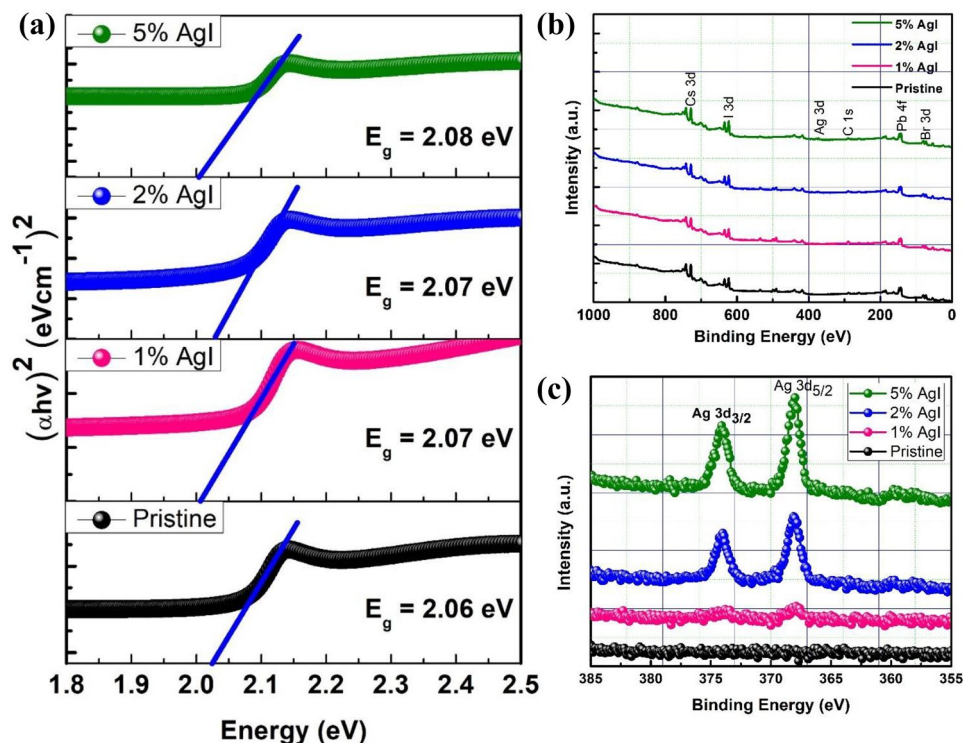 (a)
5% AgI
E_g = 2.08 eV
2% AgI
E_g = 2.07 eV
1% AgI
E_g = 2.07 eV
Pristine
E_g = 2.06 eV
(αhν)² (eVcm⁻¹)²
1.8 1.9 2.0 2.1 2.2 2.3 2.4 2.5
Energy (eV)
(b)
5% AgI
2% AgI
1% AgI
Pristine
Cs 3d
I 3d
Ag 3d
C 1s
Pb 4f
Br 3d
Intensity (a.u.)
1000 800 600 400 200 0
Binding Energy (eV)
(c)
Ag 3d3/2
Ag 3d5/2
5% AgI
2% AgI
1% AgI
Pristine
Intensity (a.u.)
385 380 375 370 365 360 355
Binding Energy (eV)